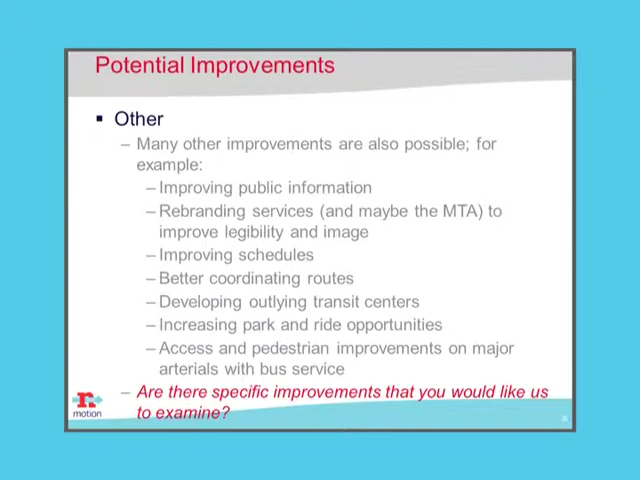 Potential Improvements
▪ Other
– Many other improvements are also possible; for
example:
– Improving public information
– Rebranding services (and maybe the MTA) to
improve legibility and image
– Improving schedules
– Better coordinating routes
– Developing outlying transit centers
– Increasing park and ride opportunities
– Access and pedestrian improvements on major
arterials with bus service
– Are there specific improvements that you would like us
to examine?
n
motion